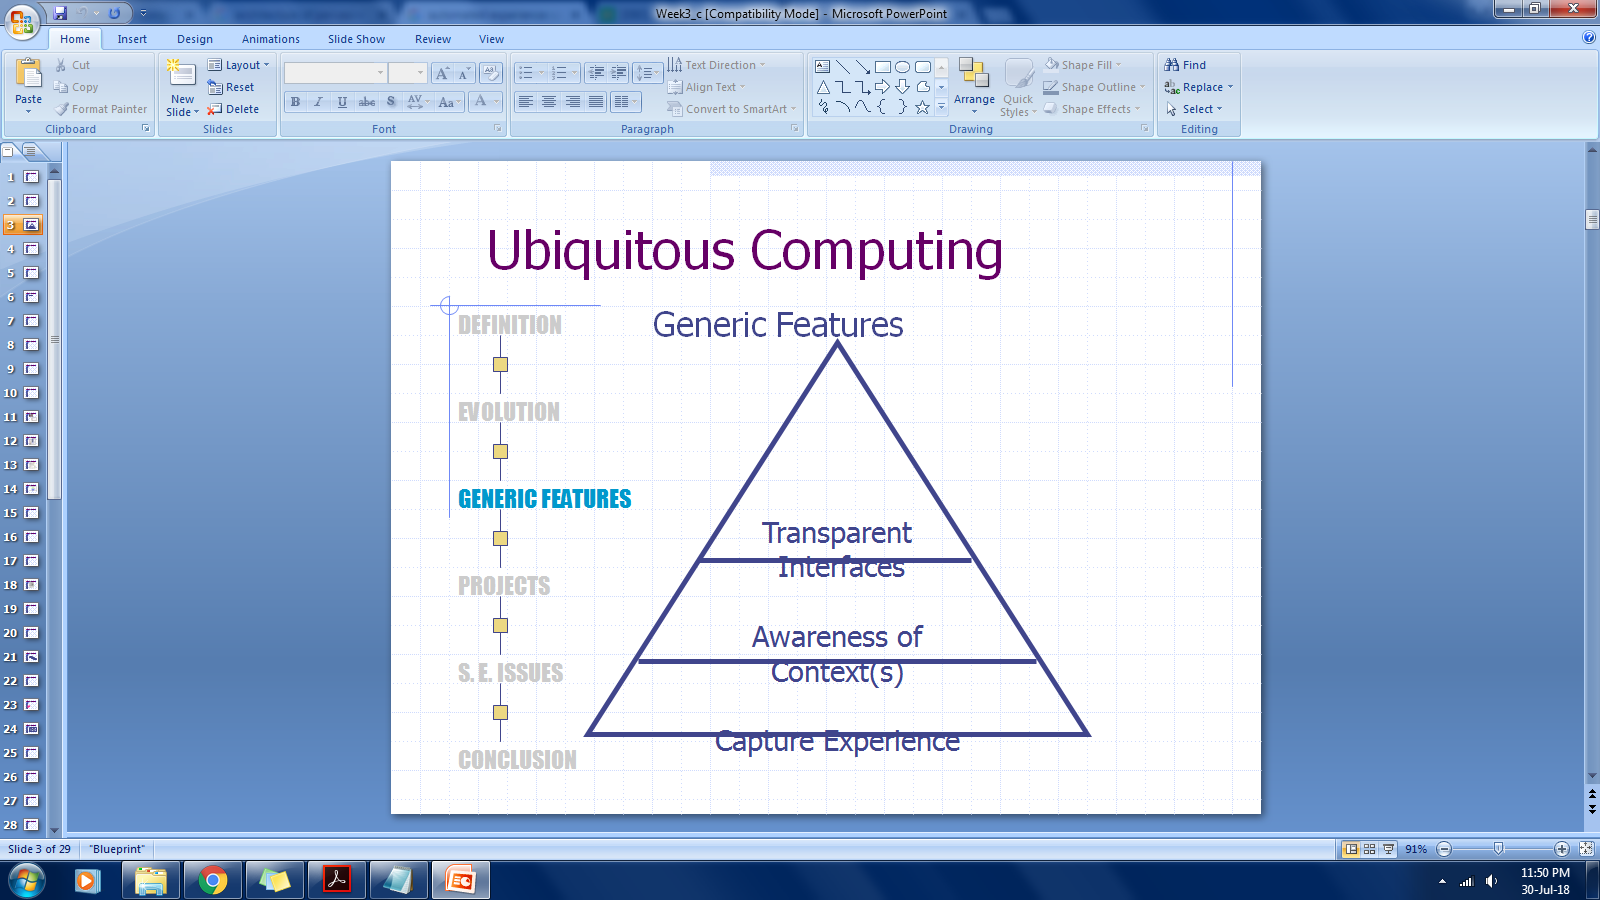 Week3_c [Compatibility Mode] - Microsoft PowerPoint
Home Insert Design Animations Slide Show Review View
Paste
Cut
Copy
Format Painter
Clipboard
New Slide
Layout
Reset
Delete
Slides
B I U abc S AV Aa A
Font
Text Direction
Align Text
Convert to SmartArt
Paragraph
Arrange
Quick Styles
Shape Fill
Shape Outline
Shape Effects
Drawing
Find
Replace
Select
Editing
1
2
3
4
5
6
7
8
9
10
11
12
13
14
15
16
17
18
19
20
21
22
23
24
25
26
27
28
Ubiquitous Computing
DEFINITION
EVOLUTION
GENERIC FEATURES
PROJECTS
S. E. ISSUES
CONCLUSION
Generic Features
Transparent
Interfaces
Awareness of
Context(s)
Capture Experience
Slide 3 of 29 "Blueprint" 91%
11:50 PM
30-Jul-18